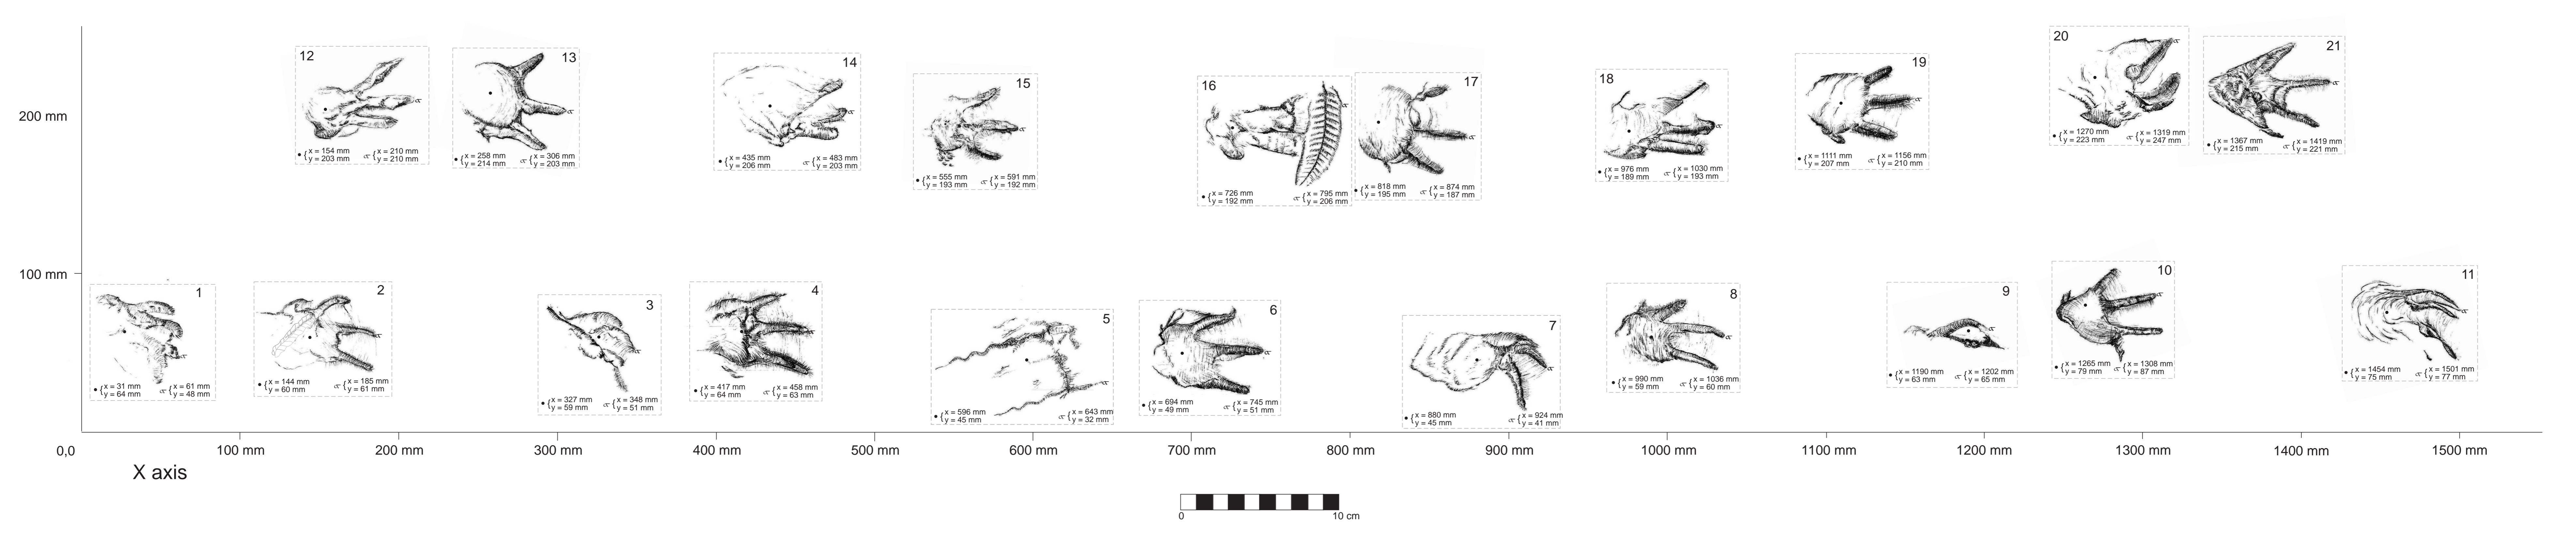 12
• { x = 154 mm
y = 203 mm
{ x = 210 mm
y = 210 mm
13
• { x = 258 mm
y = 214 mm
{ x = 306 mm
y = 203 mm
14
• { x = 435 mm
y = 206 mm
{ x = 483 mm
y = 203 mm
15
• { x = 555 mm
y = 193 mm
{ x = 591 mm
y = 192 mm
16
• { x = 726 mm
y = 192 mm
{ x = 795 mm
y = 206 mm
17
• { x = 818 mm
y = 195 mm
{ x = 874 mm
y = 187 mm
18
• { x = 976 mm
y = 189 mm
{ x = 1030 mm
y = 193 mm
19
• { x = 1111 mm
y = 207 mm
{ x = 1156 mm
y = 210 mm
20
• { x = 1270 mm
y = 223 mm
{ x = 1319 mm
y = 247 mm
21
• { x = 1367 mm
y = 215 mm
{ x = 1419 mm
y = 221 mm
200 mm
100 mm
1
• { x = 31 mm
y = 64 mm
{ x = 61 mm
y = 48 mm
2
• { x = 144 mm
y = 60 mm
{ x = 185 mm
y = 61 mm
3
• { x = 327 mm
y = 59 mm
{ x = 348 mm
y = 51 mm
4
• { x = 417 mm
y = 64 mm
{ x = 458 mm
y = 63 mm
5
• { x = 596 mm
y = 45 mm
{ x = 643 mm
y = 32 mm
6
• { x = 694 mm
y = 49 mm
{ x = 745 mm
y = 51 mm
7
• { x = 880 mm
y = 45 mm
{ x = 924 mm
y = 41 mm
8
• { x = 990 mm
y = 59 mm
{ x = 1036 mm
y = 60 mm
9
• { x = 1190 mm
y = 63 mm
{ x = 1202 mm
y = 65 mm
10
• { x = 1265 mm
y = 79 mm
{ x = 1308 mm
y = 87 mm
11
• { x = 1454 mm
y = 75 mm
{ x = 1501 mm
y = 77 mm
0,0
100 mm
200 mm
300 mm
400 mm
500 mm
600 mm
700 mm
800 mm
900 mm
1000 mm
1100 mm
1200 mm
1300 mm
1400 mm
1500 mm
X axis
0
10 cm